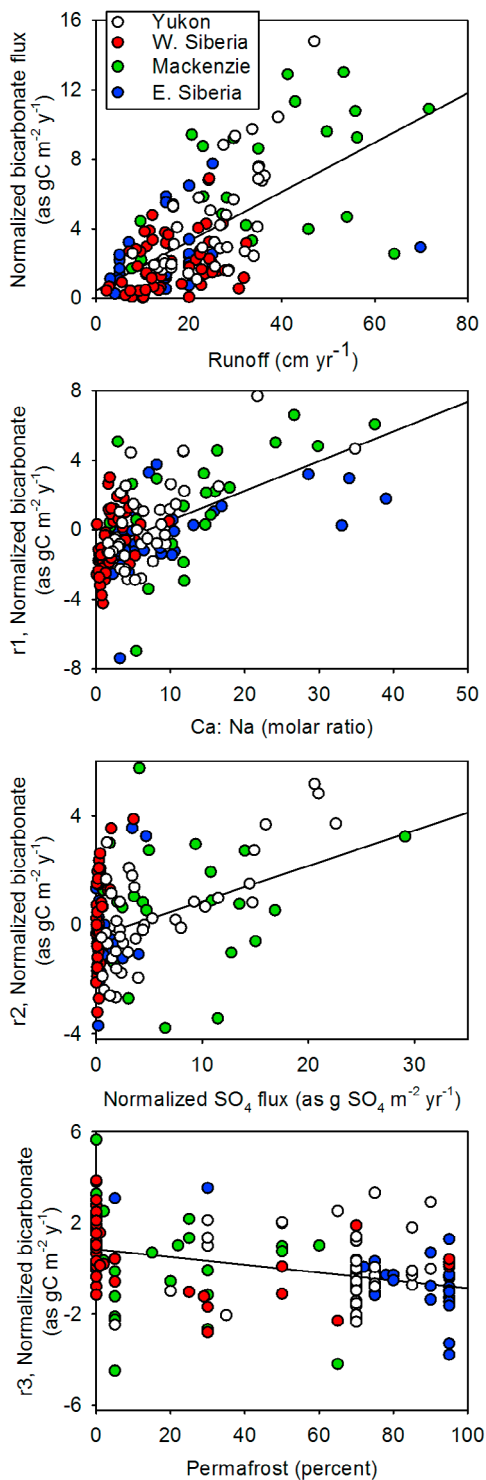 Yukon
W. Siberia
Mackenzie
E. Siberia
Normalized bicarbonate flux
(as gC m-2 y-1)
16
12
8
4
0
0 20 40 60 80
Runoff (cm yr-1)
r1, Normalized bicarbonate
(as gC m-2 y-1)
8
4
0
-4
-8
0 10 20 30 40 50
Ca: Na (molar ratio)
r2, Normalized bicarbonate
(as gC m-2 y-1)
4
0
-4
0 10 20 30
Normalized SO4 flux (as g SO4 m-2 yr-1)
r3, Normalized bicarbonate
(as gC m-2 y-1)
6
2
-2
-6
0 20 40 60 80 100
Permafrost (percent)